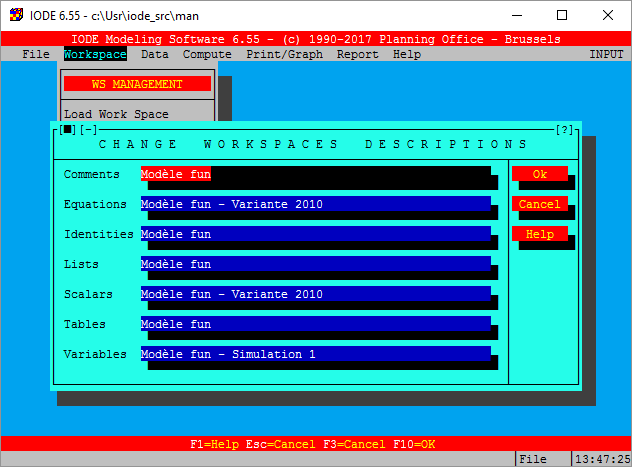 IODE 6.55 - c:\Usr\iode_src\man
IODE Modeling Software 6.55 - (c) 1990-2017 Planning Office - Brussels
File Workspace Data Compute Print/Graph Report Help INPUT
WS MANAGEMENT
Load Work Space
[■][-] [?]
CHANGE WORKSPACES DESCRIPTIONS
Comments Modèle fun Ok
Equations Modèle fun - Variante 2010 Cancel
Identities Modèle fun Help
Lists Modèle fun
Scalars Modèle fun - Variante 2010
Tables Modèle fun
Variables Modèle fun - Simulation 1
F1=Help Esc=Cancel F3=Cancel F10=OK
File 13:47:25